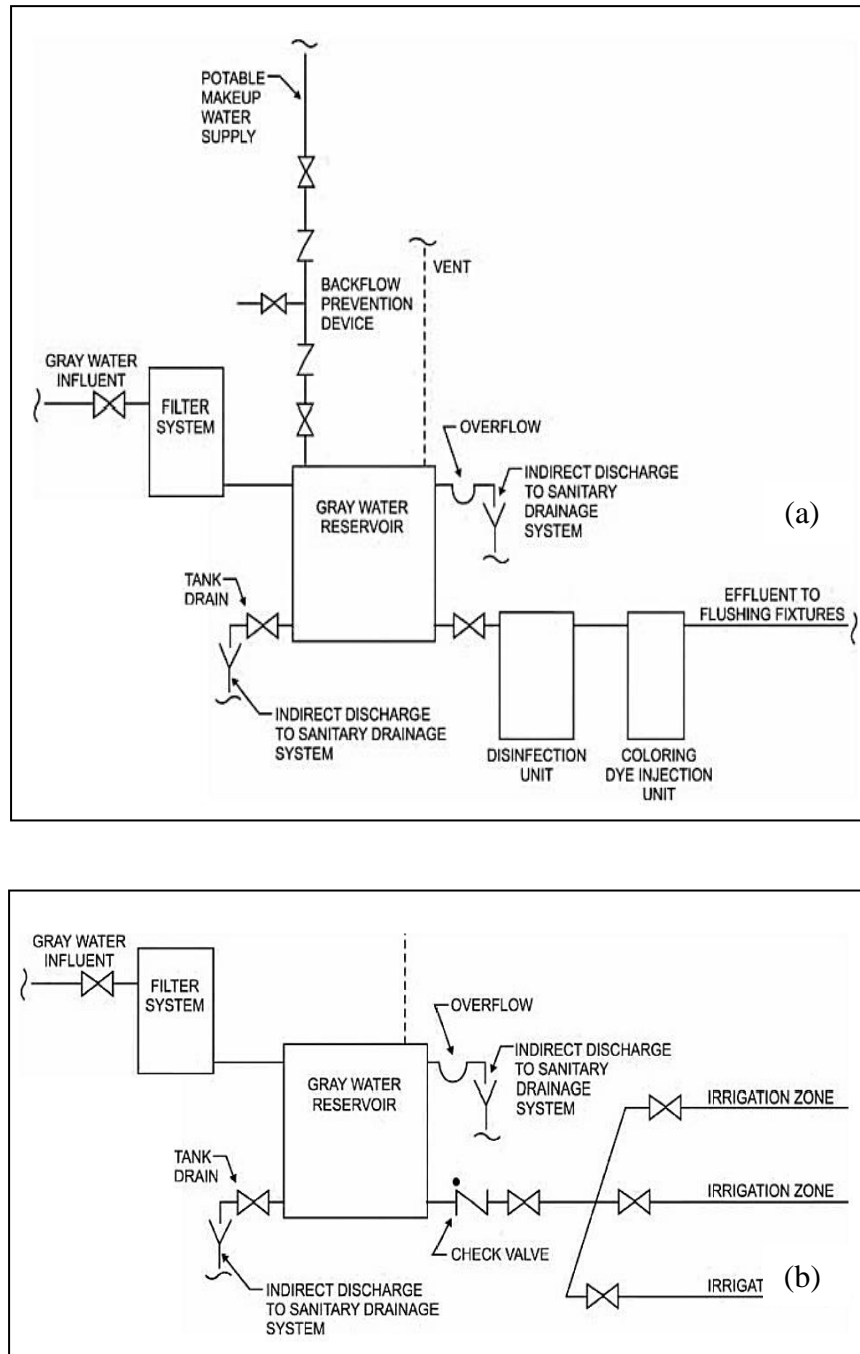 POTABLE
MAKEUP
WATER
SUPPLY
VENT
BACKFLOW
PREVENTION
DEVICE
GRAY WATER
INFLUENT
FILTER
SYSTEM
OVERFLOW
GRAY WATER
RESERVOIR
INDIRECT DISCHARGE
TO SANITARY
DRAINAGE
SYSTEM
(a)
TANK
DRAIN
EFFLUENT TO
FLUSHING FIXTURES
INDIRECT DISCHARGE
TO SANITARY DRAINAGE
SYSTEM
DISINFECTION
UNIT
COLORING
DYE INJECTION
UNIT
GRAY WATER
INFLUENT
FILTER
SYSTEM
OVERFLOW
GRAY WATER
RESERVOIR
INDIRECT DISCHARGE
TO SANITARY
DRAINAGE
SYSTEM
IRRIGATION ZONE
TANK
DRAIN
IRRIGATION ZONE
CHECK VALVE
INDIRECT DISCHARGE
TO SANITARY DRAINAGE
SYSTEM
IRRIGAT
(b)